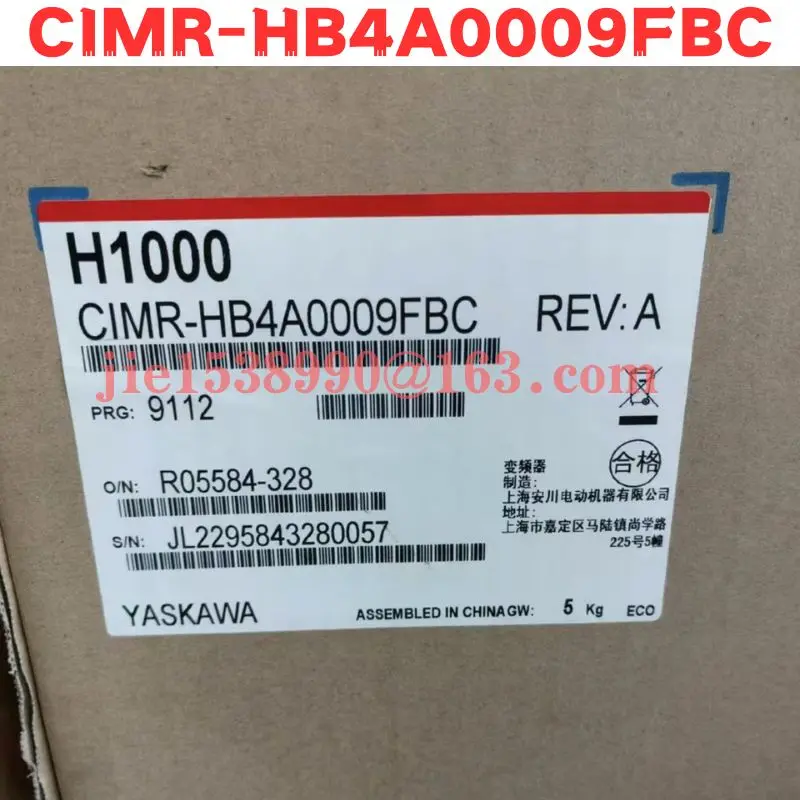 CIMR-HB4A0009FBC
H1000
CIMR-HB4A0009FBC REV: A
jie1538990@163.com
PRG: 9112
O/N: R05584-328
S/N: JL2295843280057
变频器
合格
制造:
上海安川电动机器有限公司
地址:
上海市嘉定区马陆镇尚学路
225号5幢
YASKAWA ASSEMBLED IN CHINA GW: 5 Kg ECO